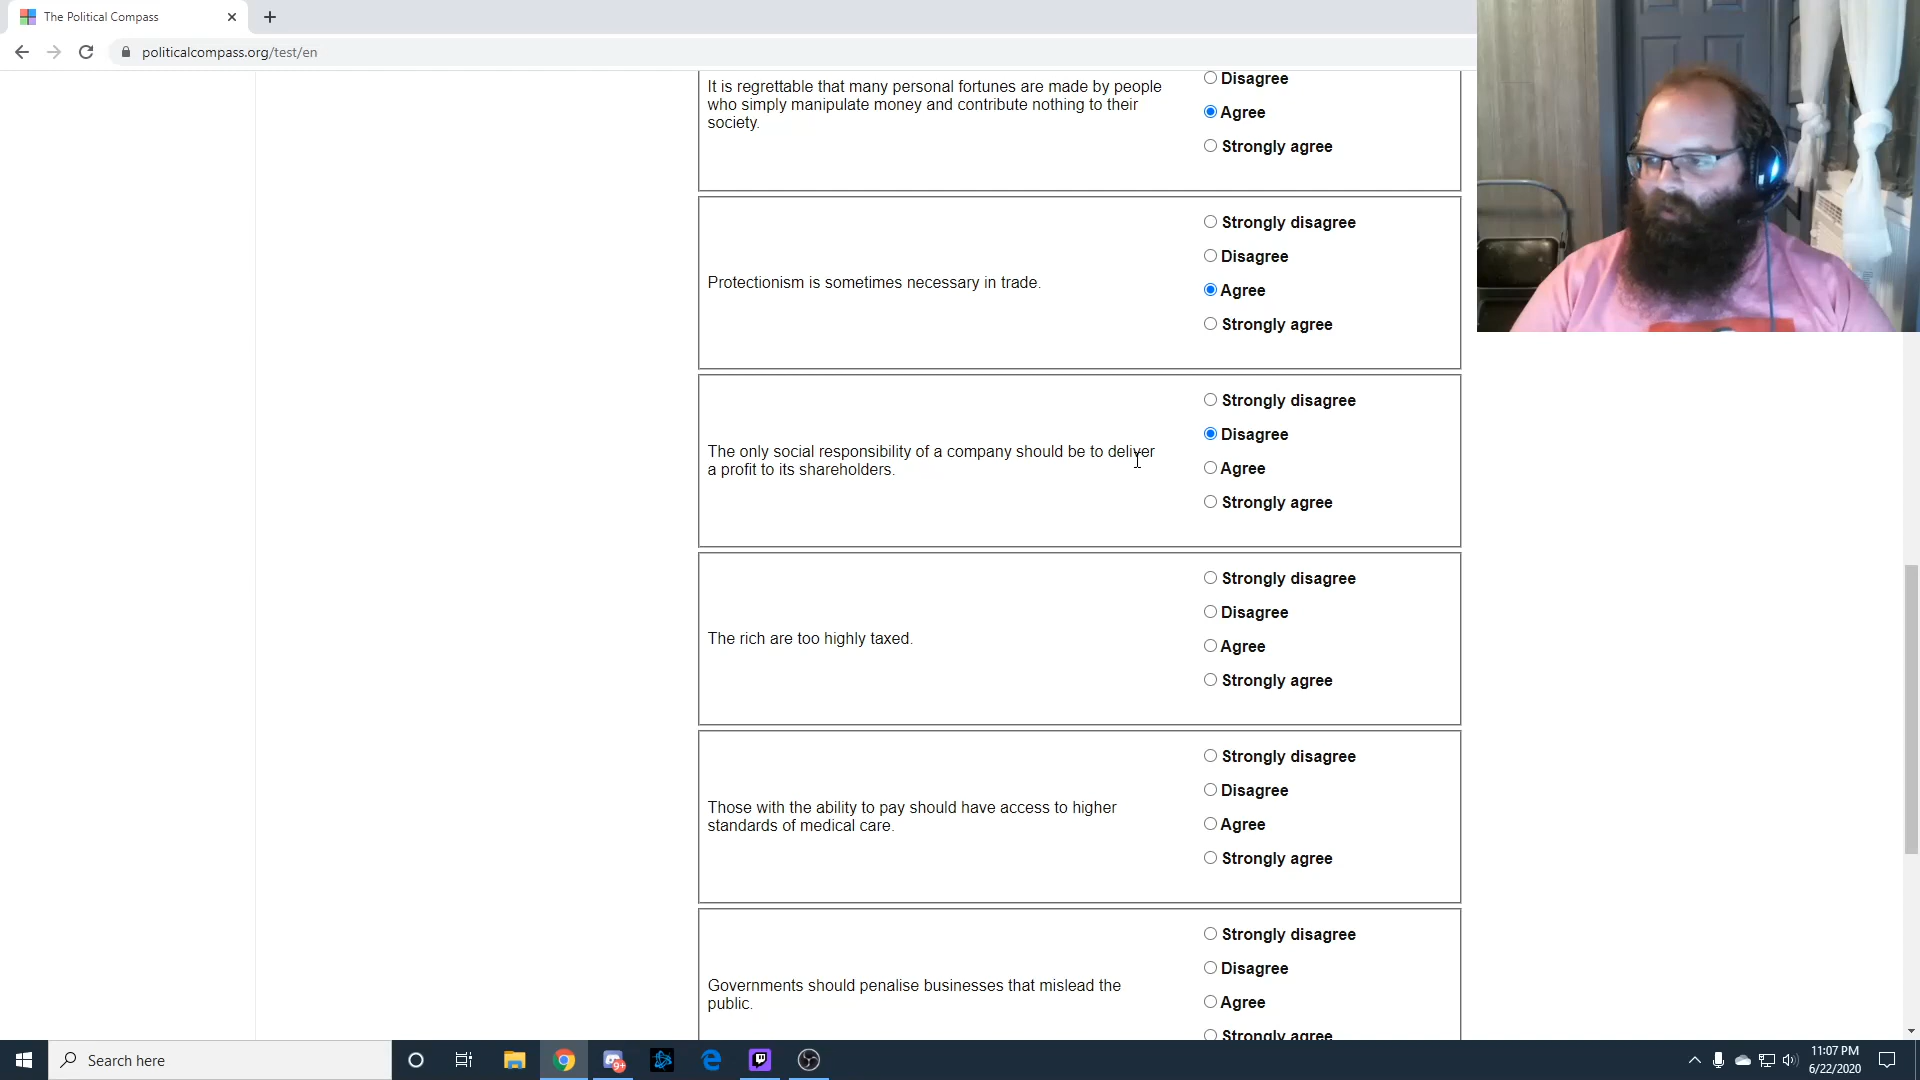 The Political Compass
politicalcompass.org/test/en
Disagree
It is regrettable that many personal fortunes are made by people
who simply manipulate money and contribute nothing to their
society.
Agree
Strongly agree
Strongly disagree
Disagree
Protectionism is sometimes necessary in trade.
Agree
Strongly agree
Strongly disagree
Disagree
The only social responsibility of a company should be to deliver
a profit to its shareholders.
Agree
Strongly agree
Strongly disagree
Disagree
The rich are too highly taxed.
Agree
Strongly agree
Strongly disagree
Disagree
Those with the ability to pay should have access to higher
standards of medical care.
Agree
Strongly agree
Strongly disagree
Disagree
Governments should penalise businesses that mislead the
public.
Agree
Strongly agree
Search here
9+
11:07 PM
6/22/2020